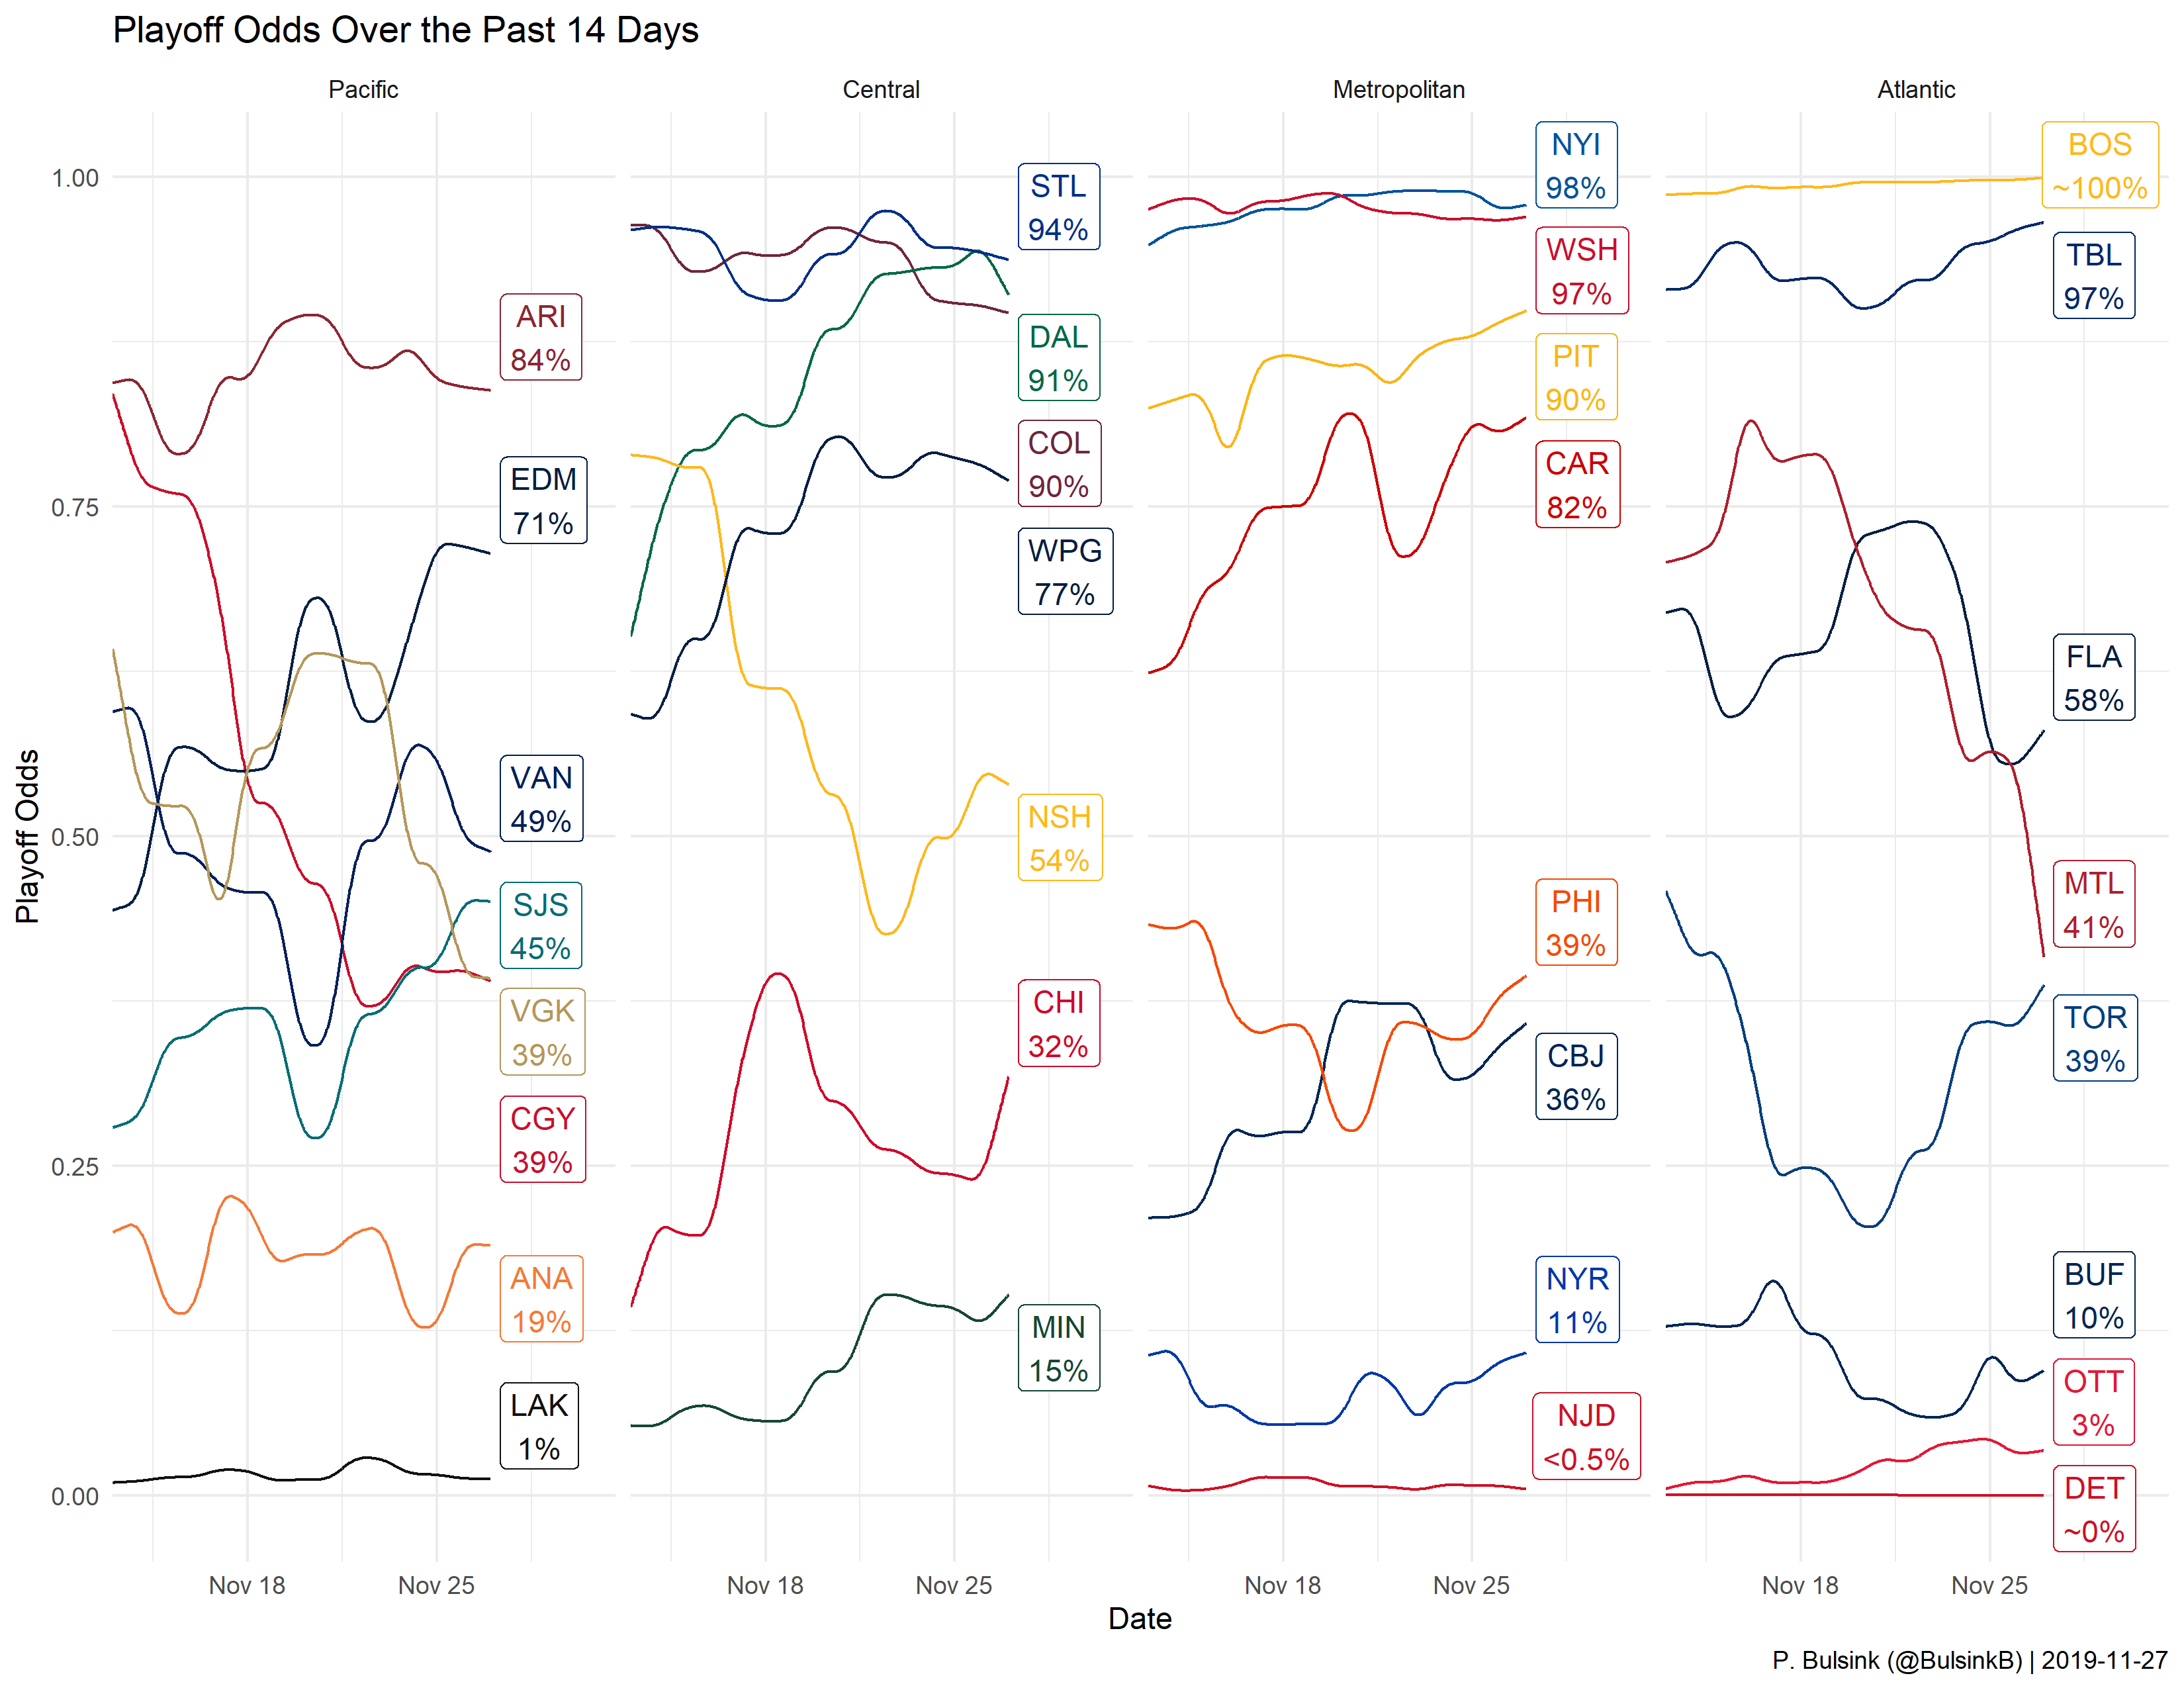 Playoff Odds Over the Past 14 Days
Pacific
Central
Metropolitan
Atlantic
Playoff Odds
1.00
0.75
0.50
0.25
0.00
ARI
84%
EDM
71%
VAN
49%
SJS
45%
VGK
39%
CGY
39%
ANA
19%
LAK
1%
STL
94%
DAL
91%
COL
90%
WPG
77%
NSH
54%
CHI
32%
MIN
15%
NYI
98%
WSH
97%
PIT
90%
CAR
82%
PHI
39%
CBJ
36%
NYR
11%
NJD
<0.5%
BOS
~100%
TBL
97%
FLA
58%
MTL
41%
TOR
39%
BUF
10%
OTT
3%
DET
~0%
Nov 18
Nov 25
Nov 18
Nov 25
Nov 18
Nov 25
Nov 18
Nov 25
Date
P. Bulsink (@BulsinkB) | 2019-11-27